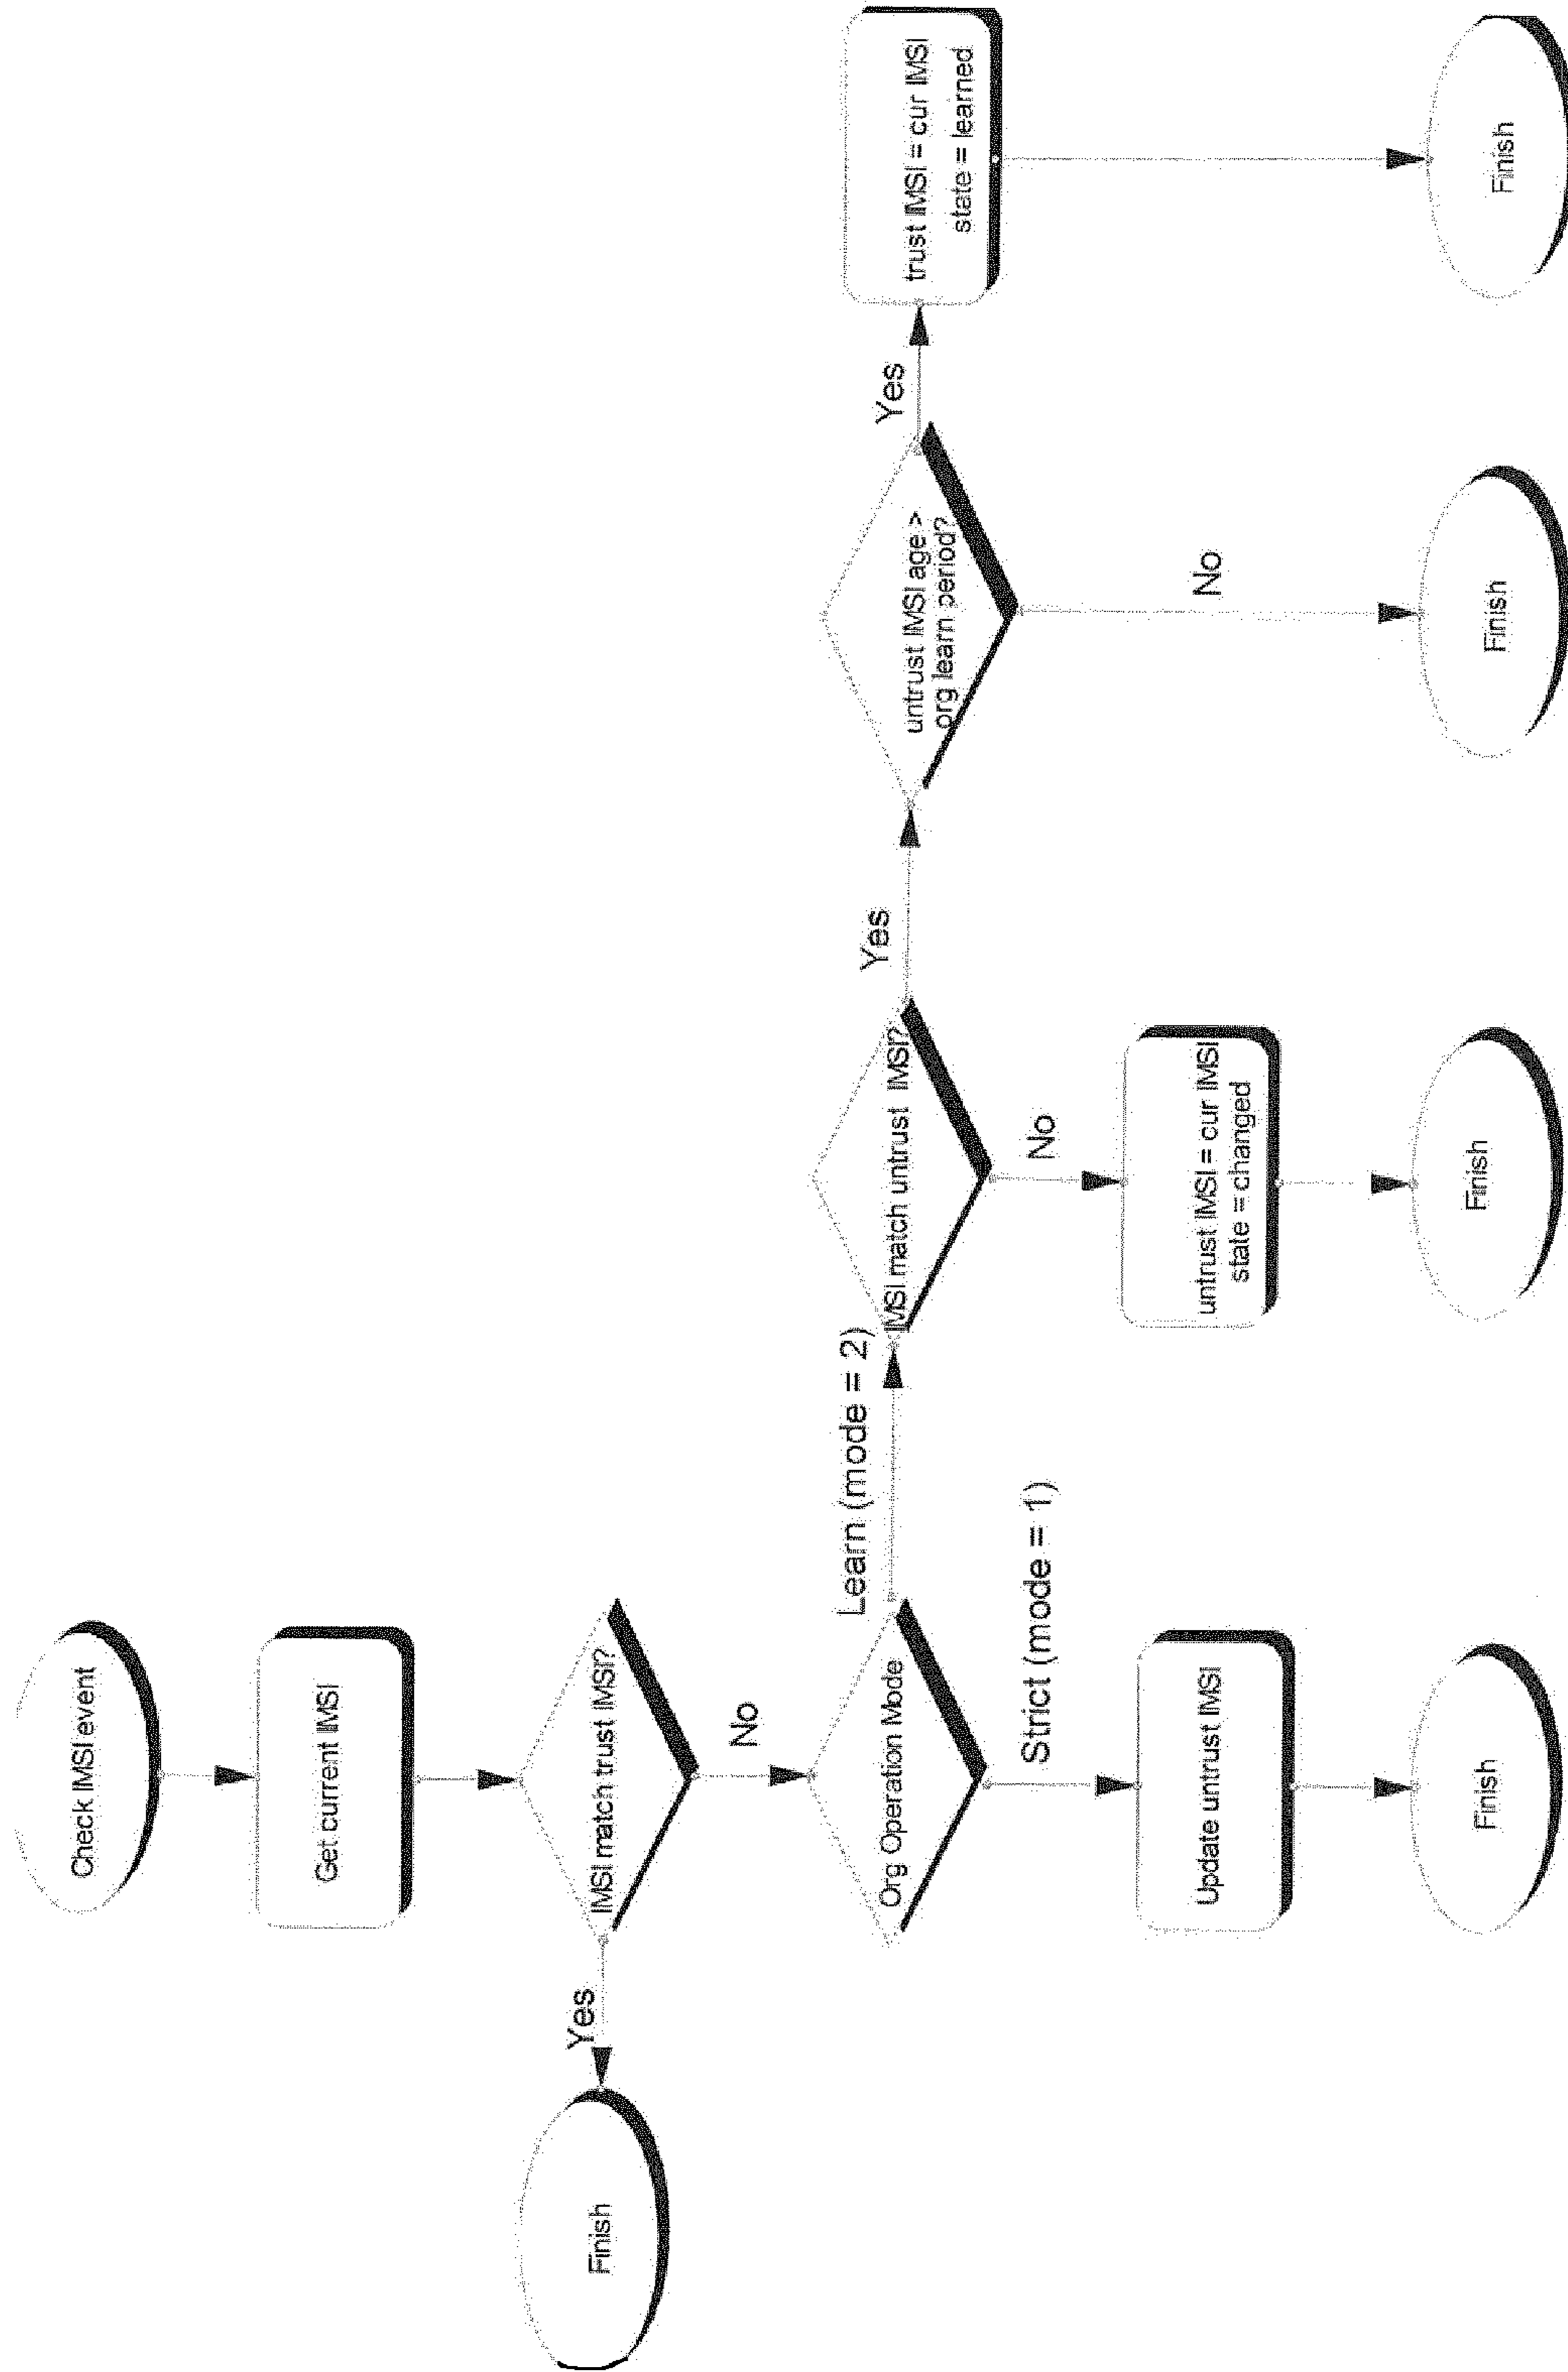 Check IMSI event
Get current IMSI
IMSI match trust IMSI?
Yes
Finish
No
Org Operation Mode
Learn (mode = 2)
Strict (mode = 1)
Update untrust IMSI
Finish
IMSI match untrust IMSI?
Yes
No
untrust IMSI = cur IMSI
state = changed
Finish
untrust IMSI age >
org learn period?
Yes
No
Finish
trust IMSI = cur IMSI
state = learned
Finish